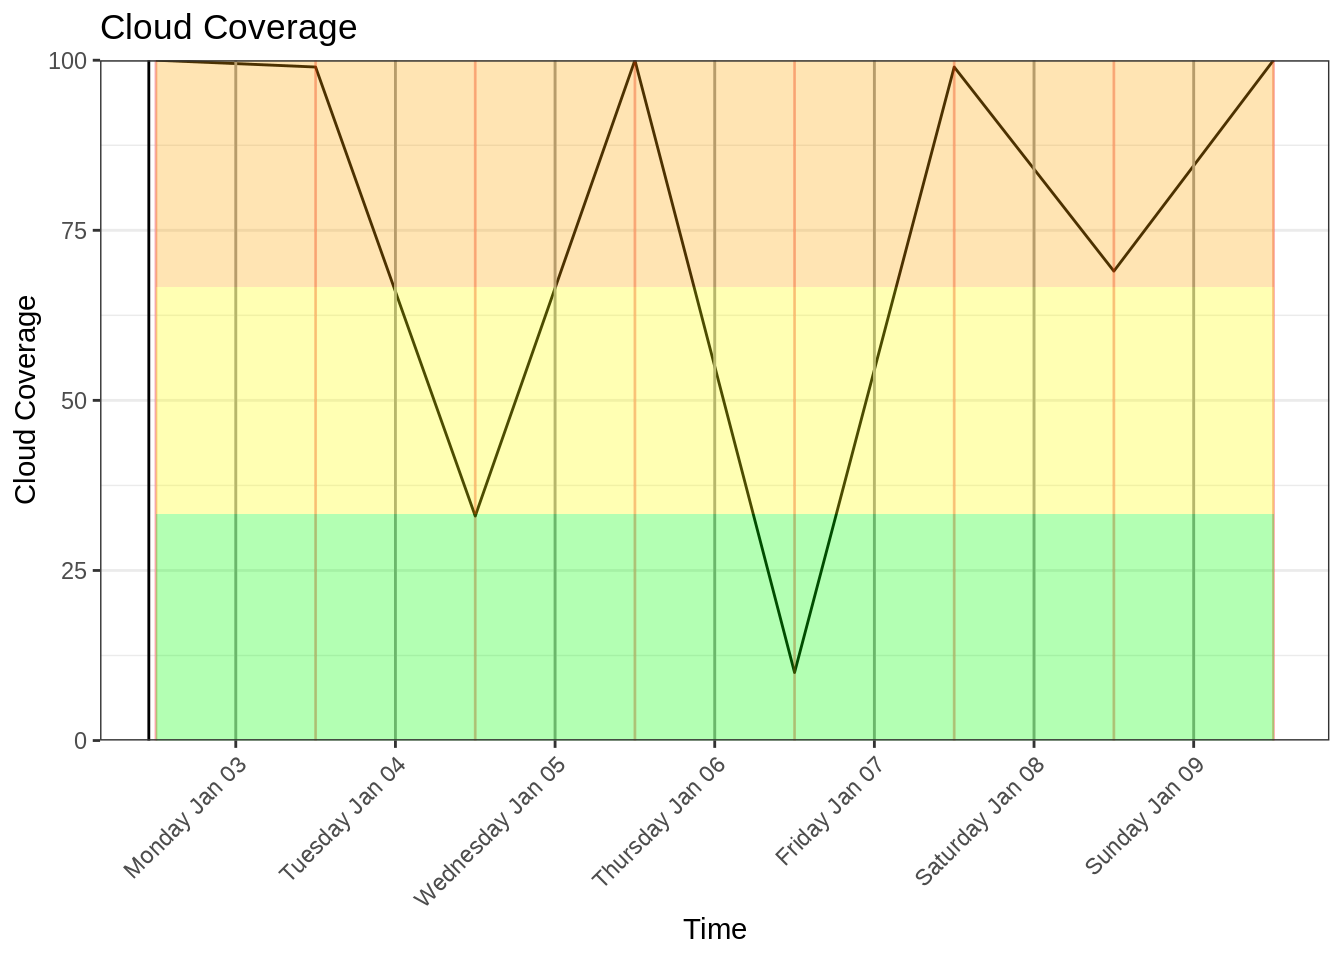 Cloud Coverage
100
75
50
25
0
Cloud Coverage
Monday Jan 03
Tuesday Jan 04
Wednesday Jan 05
Thursday Jan 06
Friday Jan 07
Saturday Jan 08
Sunday Jan 09
Time